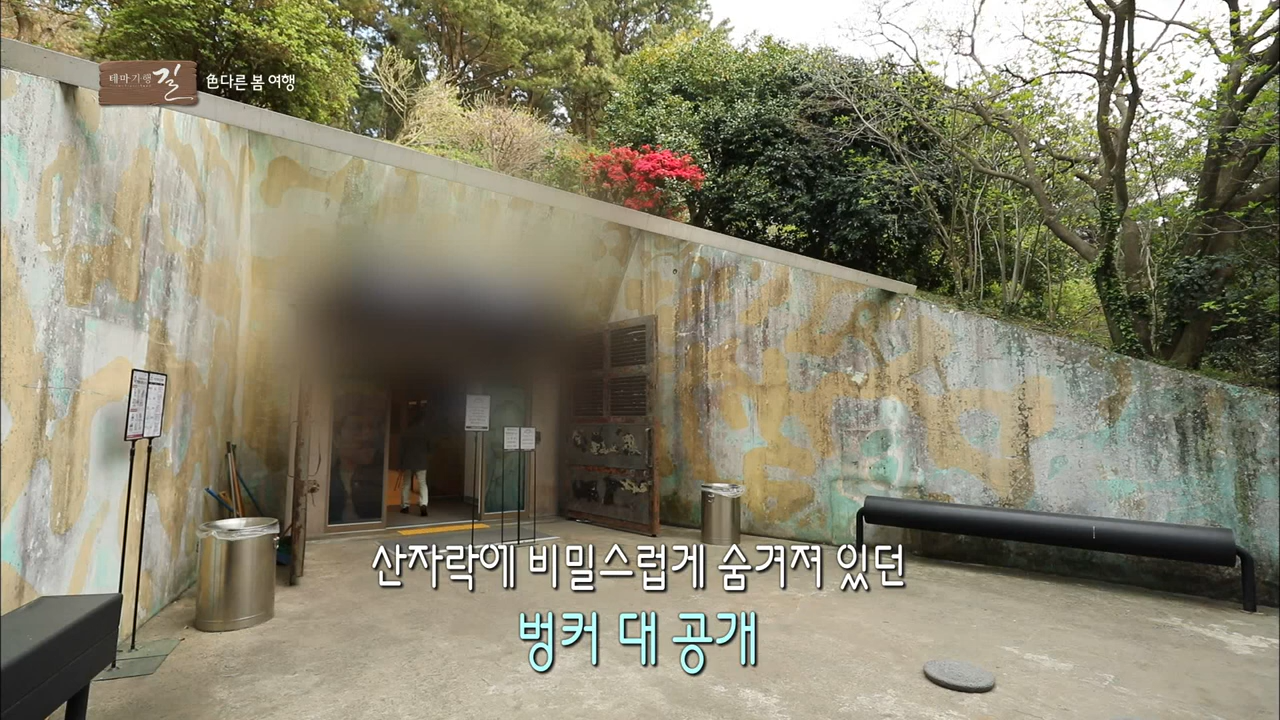 테마기행
길
色다른 봄 여행
산자락에 비밀스럽게 숨겨져 있던
벙커 대 공개